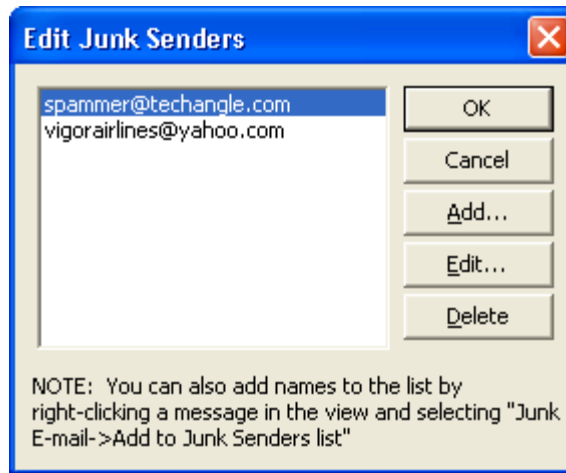 Edit Junk Senders
spammer@techangle.com
vigorairlines@yahoo.com
OK
Cancel
Add...
Edit...
Delete
NOTE:  You can also add names to the list by
right-clicking a message in the view and selecting "Junk
E-mail->Add to Junk Senders list"